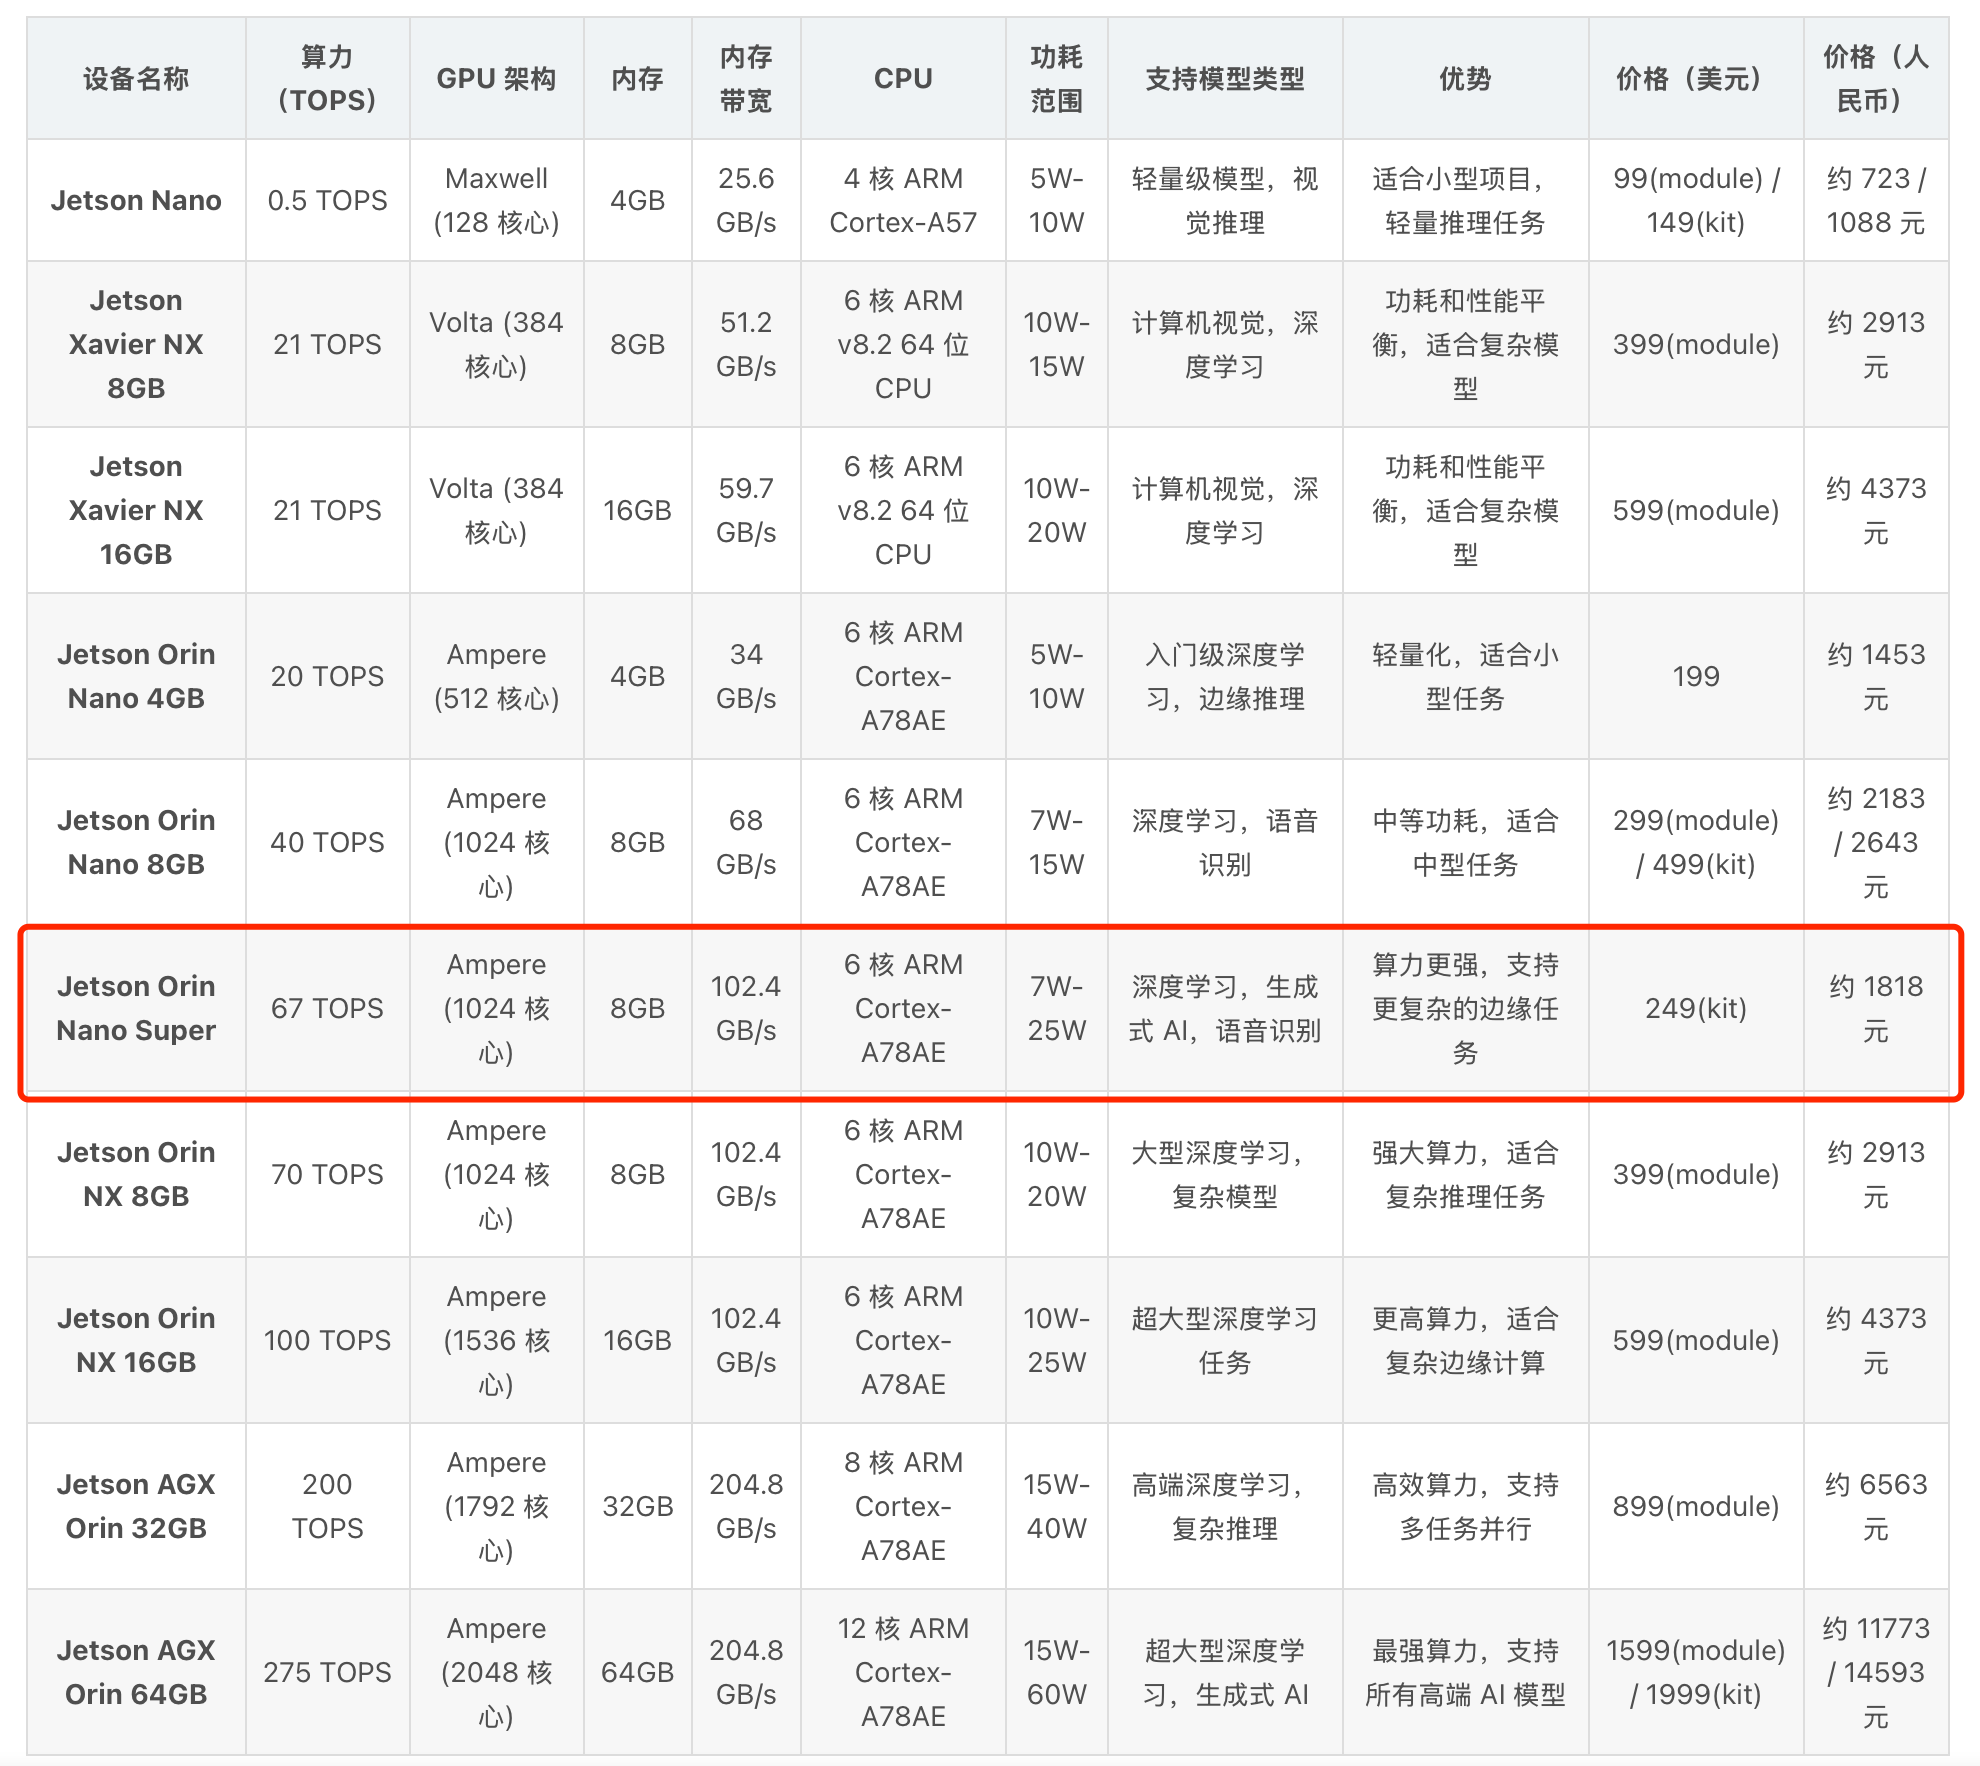 设备名称
算力
(TOPS)
GPU 架构
内存
内存
带宽
CPU
功耗
范围
支持模型类型
优势
价格（美元）
价格（人
民币）
Jetson Nano
0.5 TOPS
Maxwell
(128 核心)
4GB
25.6
GB/s
4 核 ARM
Cortex-A57
5W-
10W
轻量级模型，视
觉推理
适合小型项目，
轻量推理任务
99(module) /
149(kit)
约 723 /
1088 元
Jetson
Xavier NX
8GB
21 TOPS
Volta (384
核心)
8GB
51.2
GB/s
6 核 ARM
v8.2 64 位
CPU
10W-
15W
计算机视觉，深
度学习
功耗和性能平
衡，适合复杂模
型
399(module)
约 2913
元
Jetson
Xavier NX
16GB
21 TOPS
Volta (384
核心)
16GB
59.7
GB/s
6 核 ARM
v8.2 64 位
CPU
10W-
20W
计算机视觉，深
度学习
功耗和性能平
衡，适合复杂模
型
599(module)
约 4373
元
Jetson Orin
Nano 4GB
20 TOPS
Ampere
(512 核心)
4GB
34
GB/s
6 核 ARM
Cortex-
A78AE
5W-
10W
入门级深度学
习，边缘推理
轻量化，适合小
型任务
199
约 1453
元
Jetson Orin
Nano 8GB
40 TOPS
Ampere
(1024 核
心)
8GB
68
GB/s
6 核 ARM
Cortex-
A78AE
7W-
15W
深度学习，语音
识别
中等功耗，适合
中型任务
299(module)
/ 499(kit)
约 2183
/ 2643
元
Jetson Orin
Nano Super
67 TOPS
Ampere
(1024 核
心)
8GB
102.4
GB/s
6 核 ARM
Cortex-
A78AE
7W-
25W
深度学习，生成
式 AI，语音识别
算力更强，支持
更复杂的边缘任
务
249(kit)
约 1818
元
Jetson Orin
NX 8GB
70 TOPS
Ampere
(1024 核
心)
8GB
102.4
GB/s
6 核 ARM
Cortex-
A78AE
10W-
20W
大型深度学习，
复杂模型
强大算力，适合
复杂推理任务
399(module)
约 2913
元
Jetson Orin
NX 16GB
100 TOPS
Ampere
(1536 核
心)
16GB
102.4
GB/s
6 核 ARM
Cortex-
A78AE
10W-
25W
超大型深度学习
任务
更高算力，适合
复杂边缘计算
599(module)
约 4373
元
Jetson AGX
Orin 32GB
200
TOPS
Ampere
(1792 核
心)
32GB
204.8
GB/s
8 核 ARM
Cortex-
A78AE
15W-
40W
高端深度学习，
复杂推理
高效算力，支持
多任务并行
899(module)
约 6563
元
Jetson AGX
Orin 64GB
275 TOPS
Ampere
(2048 核
心)
64GB
204.8
GB/s
12 核 ARM
Cortex-
A78AE
15W-
60W
超大型深度学
习，生成式 AI
最强算力，支持
所有高端 AI 模型
1599(module)
/ 1999(kit)
约 11773
/ 14593
元